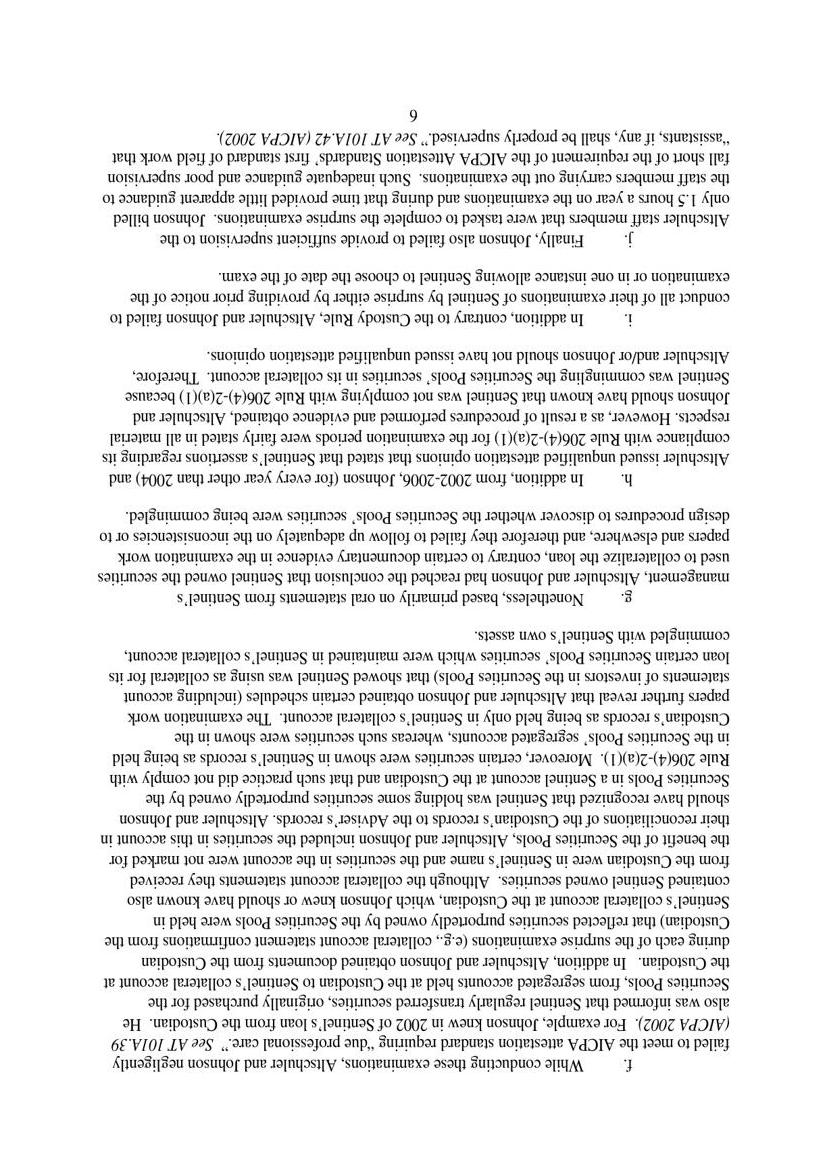 f. While conducting these examinations, Altschuler and Johnson negligently
failed to meet the AICPA attestation standard requiring “due professional care.” See AT 101A.39
(AICPA 2002). For example, Johnson knew in 2002 of Sentinel’s loan from the Custodian. He
also was informed that Sentinel regularly transferred securities, originally purchased for the
Securities Pools, from segregated accounts held at the Custodian to Sentinel’s collateral account at
the Custodian. In addition, Altschuler and Johnson obtained documents from the Custodian
during each of the surprise examinations (e.g., collateral account statement confirmations from the
Custodian) that reflected securities purportedly owned by the Securities Pools were held in
Sentinel’s collateral account at the Custodian, which Johnson knew or should have known also
contained Sentinel owned securities. Although the collateral account statements they received
from the Custodian were in Sentinel’s name and the securities in the account were not marked for
the benefit of the Securities Pools, Altschuler and Johnson included the securities in this account in
their reconciliations of the Custodian’s records to the Adviser’s records. Altschuler and Johnson
should have recognized that Sentinel was holding some securities purportedly owned by the
Securities Pools in a Sentinel account at the Custodian and that such practice did not comply with
Rule 206(4)-2(a)(1). Moreover, certain securities were shown in Sentinel’s records as being held
in the Securities Pools’ segregated accounts, whereas such securities were shown in the
Custodian’s records as being held only in Sentinel’s collateral account. The examination work
papers further reveal that Altschuler and Johnson obtained certain schedules (including account
statements of investors in the Securities Pools) that showed Sentinel was using as collateral for its
loan certain Securities Pools’ securities which were maintained in Sentinel’s collateral account,
commingled with Sentinel’s own assets.
g. Nonetheless, based primarily on oral statements from Sentinel’s
management, Altschuler and Johnson had reached the conclusion that Sentinel owned the securities
used to collateralize the loan, contrary to certain documentary evidence in the examination work
papers and elsewhere, and therefore they failed to follow up adequately on the inconsistencies or to
design procedures to discover whether the Securities Pools’ securities were being commingled.
h. In addition, from 2002-2006, Johnson (for every year other than 2004) and
Altschuler issued unqualified attestation opinions that stated that Sentinel’s assertions regarding its
compliance with Rule 206(4)-2(a)(1) for the examination periods were fairly stated in all material
respects. However, as a result of procedures performed and evidence obtained, Altschuler and
Johnson should have known that Sentinel was not complying with Rule 206(4)-2(a)(1) because
Sentinel was commingling the Securities Pools’ securities in its collateral account. Therefore,
Altschuler and/or Johnson should not have issued unqualified attestation opinions.
i. In addition, contrary to the Custody Rule, Altschuler and Johnson failed to
conduct all of their examinations of Sentinel by surprise either by providing prior notice of the
examination or in one instance allowing Sentinel to choose the date of the exam.
j. Finally, Johnson also failed to provide sufficient supervision to the
Altschuler staff members that were tasked to complete the surprise examinations. Johnson billed
only 1.5 hours a year on the examinations and during that time provided little apparent guidance to
the staff members carrying out the examinations. Such inadequate guidance and poor supervision
fall short of the requirement of the AICPA Attestation Standards’ first standard of field work that
“assistants, if any, shall be properly supervised.” See AT 101A.42 (AICPA 2002).
6